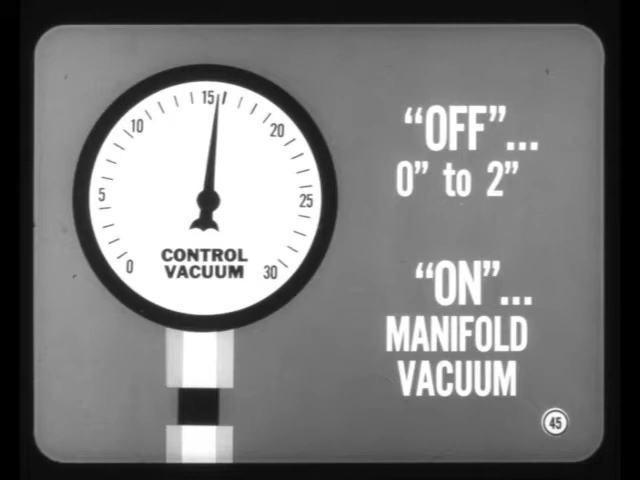 15
10
20
5
25
0
30
CONTROL
VACUUM
“OFF”...
0” to 2”
“ON”...
MANIFOLD
VACUUM
45